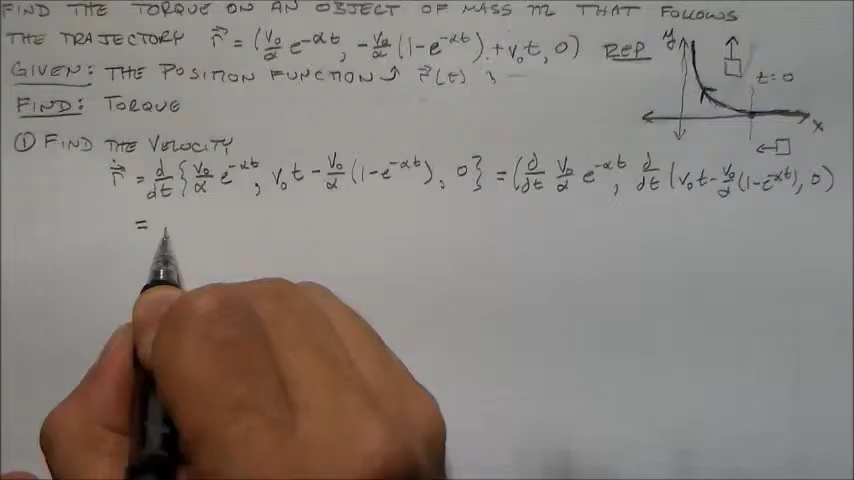 FIND THE TORQUE ON AN OBJECT OF MASS m THAT FOLLOWS
THE TRAJECTORY r⃗ = (v₀/α e^(-αt), -v₀/α (1-e^(-αt)) + v₀t, 0) REP
y
t=0
x
GIVEN: THE POSITION FUNCTION, r⃗(t) ;
FIND: TORQUE
① FIND THE VELOCITY
ṙ⃗ = d/dt {v₀/α e^(-αt), v₀t - v₀/α (1-e^(-αt)), 0} = (d/dt v₀/α e^(-αt), d/dt (v₀t - v₀/α (1-e^(-αt)), 0)
=